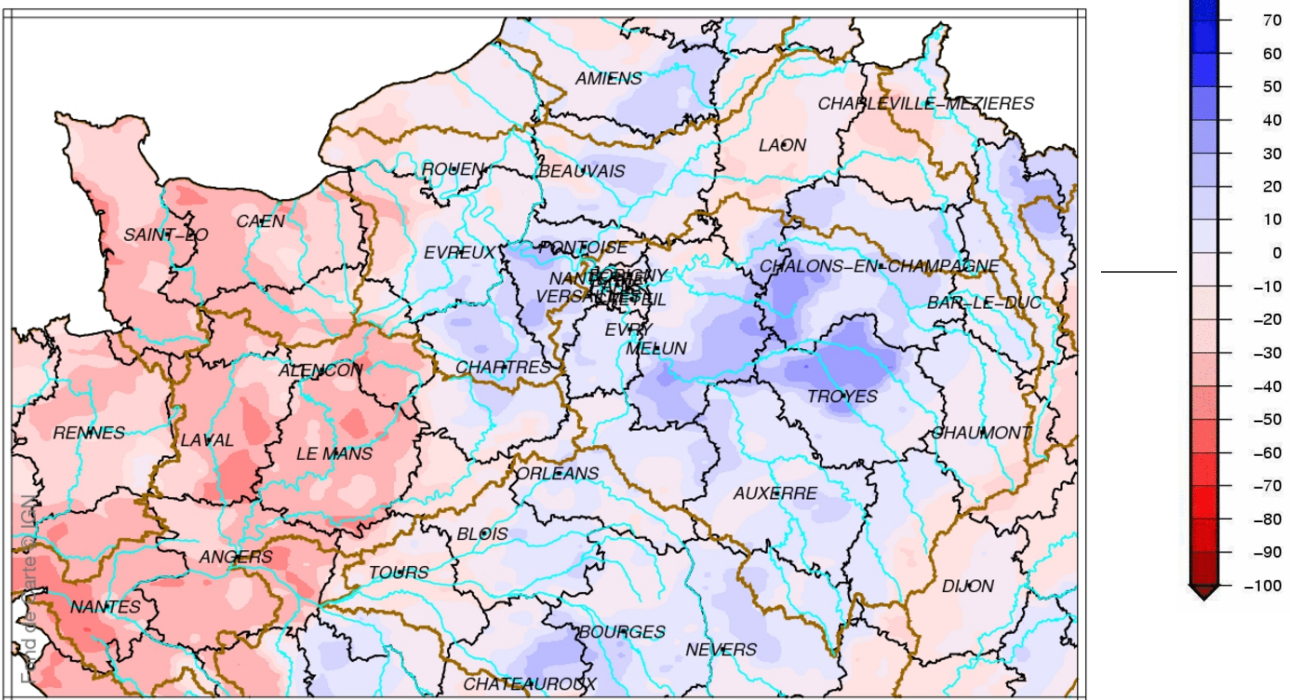 AMIENS
CHARLEVILLE–MEZIERES
LAON
ROUEN
BEAUVAIS
CAEN
SAINT–LO
EVREUX
PONTOISE
CHALONS–EN–CHAMPAGNE
BAR–LE–DUC
EVRY
MELUN
ALENCON
CHARTRES
TROYES
RENNES
LAVAL
LE MANS
CHAUMONT
ORLEANS
AUXERRE
BLOIS
ANGERS
TOURS
DIJON
NANTES
BOURGES
NEVERS
CHATEAUROUX
Fond de carte © IGN
70
60
50
40
30
20
10
0
−10
−20
−30
−40
−50
−60
−70
−80
−90
−100